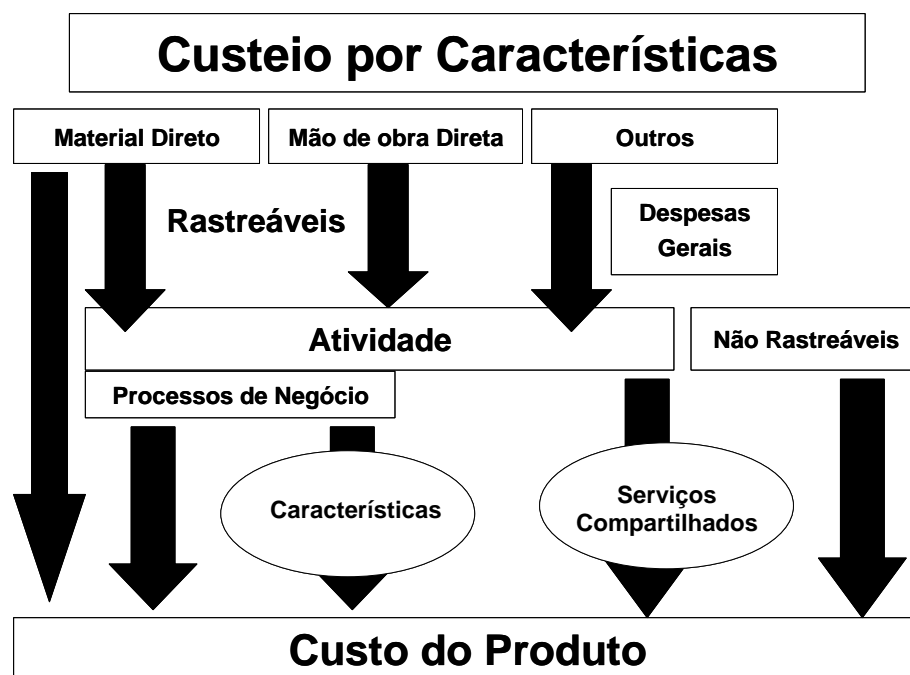 Custeio por Características
Material Direto
Mão de obra Direta
Outros
Rastreáveis
Despesas
Gerais
Atividade
Não Rastreáveis
Processos de Negócio
Características
Serviços
Compartilhados
Custo do Produto